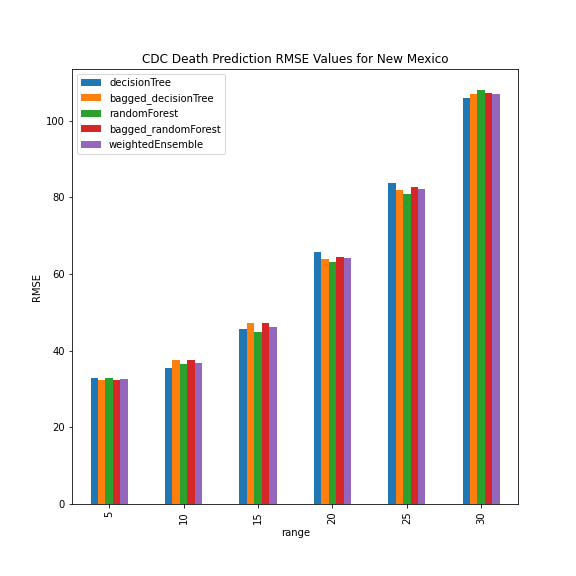 CDC Death Prediction RMSE Values for New Mexico
decisionTree
bagged_decisionTree
randomForest
bagged_randomForest
weightedEnsemble
100
80
60
40
20
0
RMSE
5 10 15 20 25 30
range